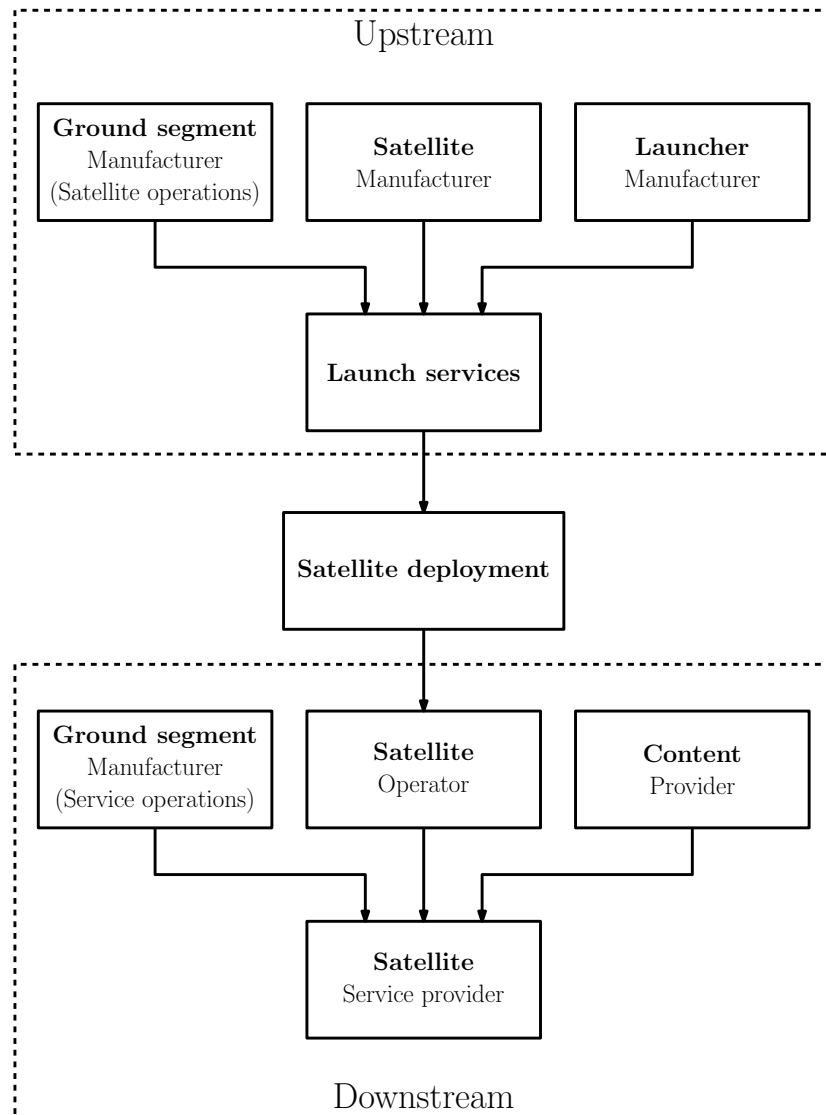 Upstream
Ground segment
Manufacturer
(Satellite operations)
Satellite
Manufacturer
Launcher
Manufacturer
Launch services
Satellite deployment
Ground segment
Manufacturer
(Service operations)
Satellite
Operator
Content
Provider
Satellite
Service provider
Downstream